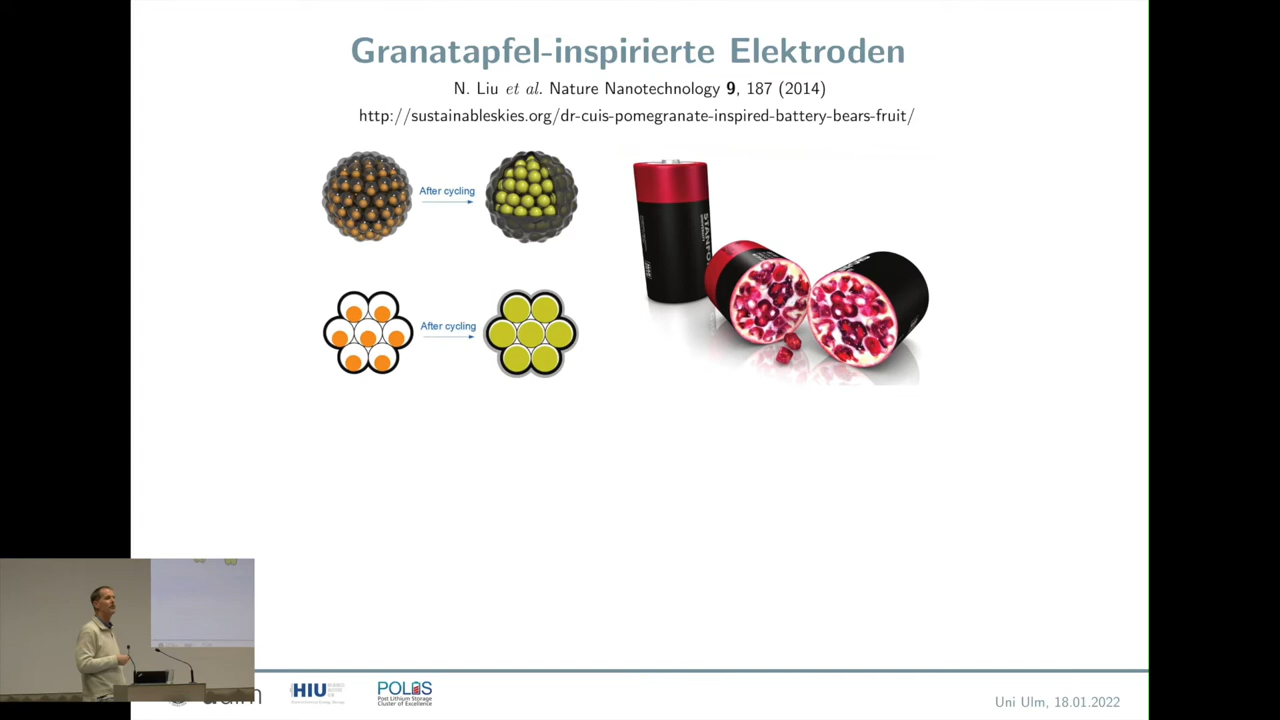 Granatapfel-inspirierte Elektroden
N. Liu et al. Nature Nanotechnology 9, 187 (2014)
http://sustainableskies.org/dr-cuis-pomegranate-inspired-battery-bears-fruit/
After cycling
After cycling
HIU
POLiS
Post Lithium Storage
Cluster of Excellence
Uni Ulm, 18.01.2022